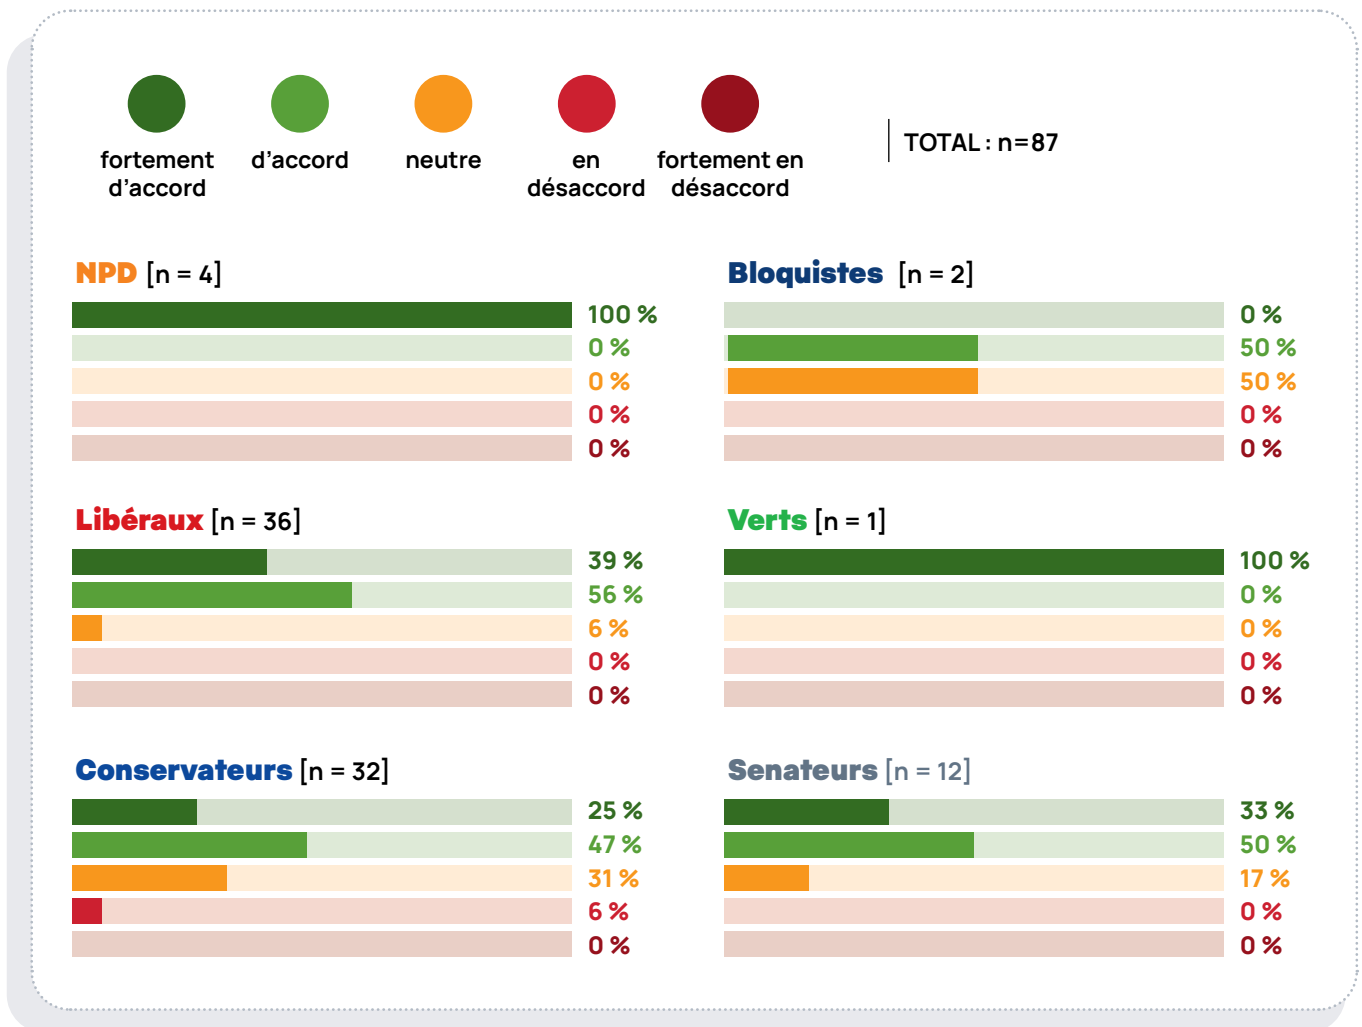 fortement
d’accord
d’accord
neutre
en
désaccord
fortement en
désaccord
TOTAL : n=87
NPD [n = 4]
100 %
0 %
0 %
0 %
0 %
Bloquistes [n = 2]
0 %
50 %
50 %
0 %
0 %
Libéraux [n = 36]
39 %
56 %
6 %
0 %
0 %
Verts [n = 1]
100 %
0 %
0 %
0 %
0 %
Conservateurs [n = 32]
25 %
47 %
31 %
6 %
0 %
Senateurs [n = 12]
33 %
50 %
17 %
0 %
0 %